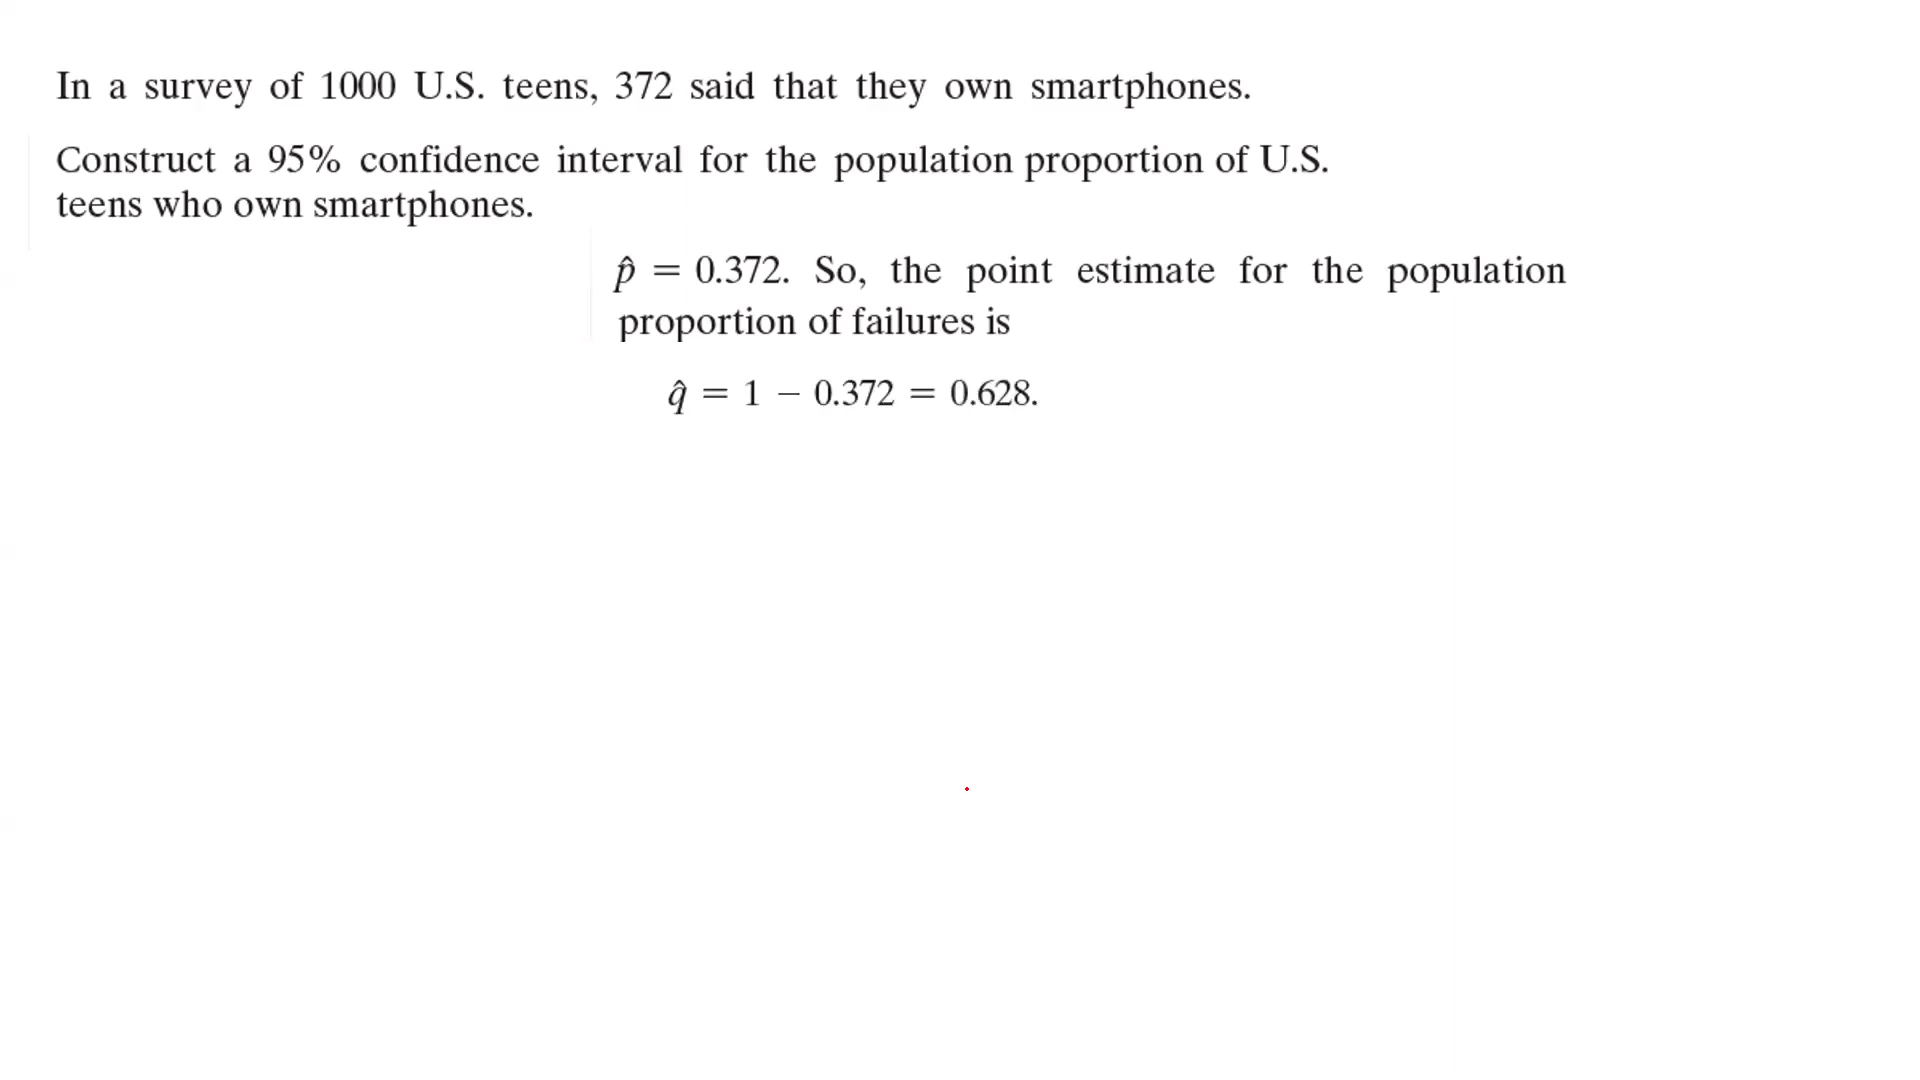 In a survey of 1000 U.S. teens, 372 said that they own smartphones.
Construct a 95% confidence interval for the population proportion of U.S.
teens who own smartphones.
p̂ = 0.372. So, the point estimate for the population
proportion of failures is
q̂ = 1 − 0.372 = 0.628.